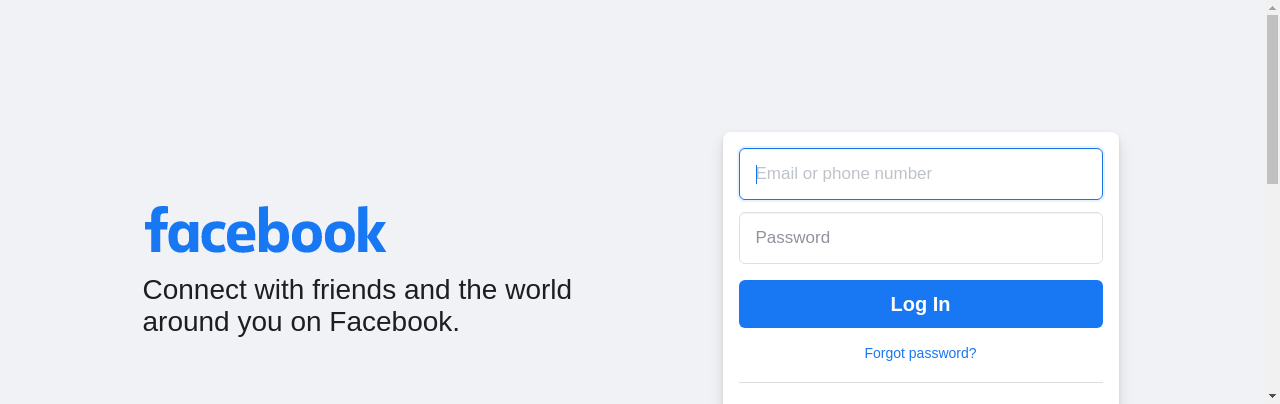 facebook
Connect with friends and the world
around you on Facebook.
Email or phone number
Password
Log In
Forgot password?